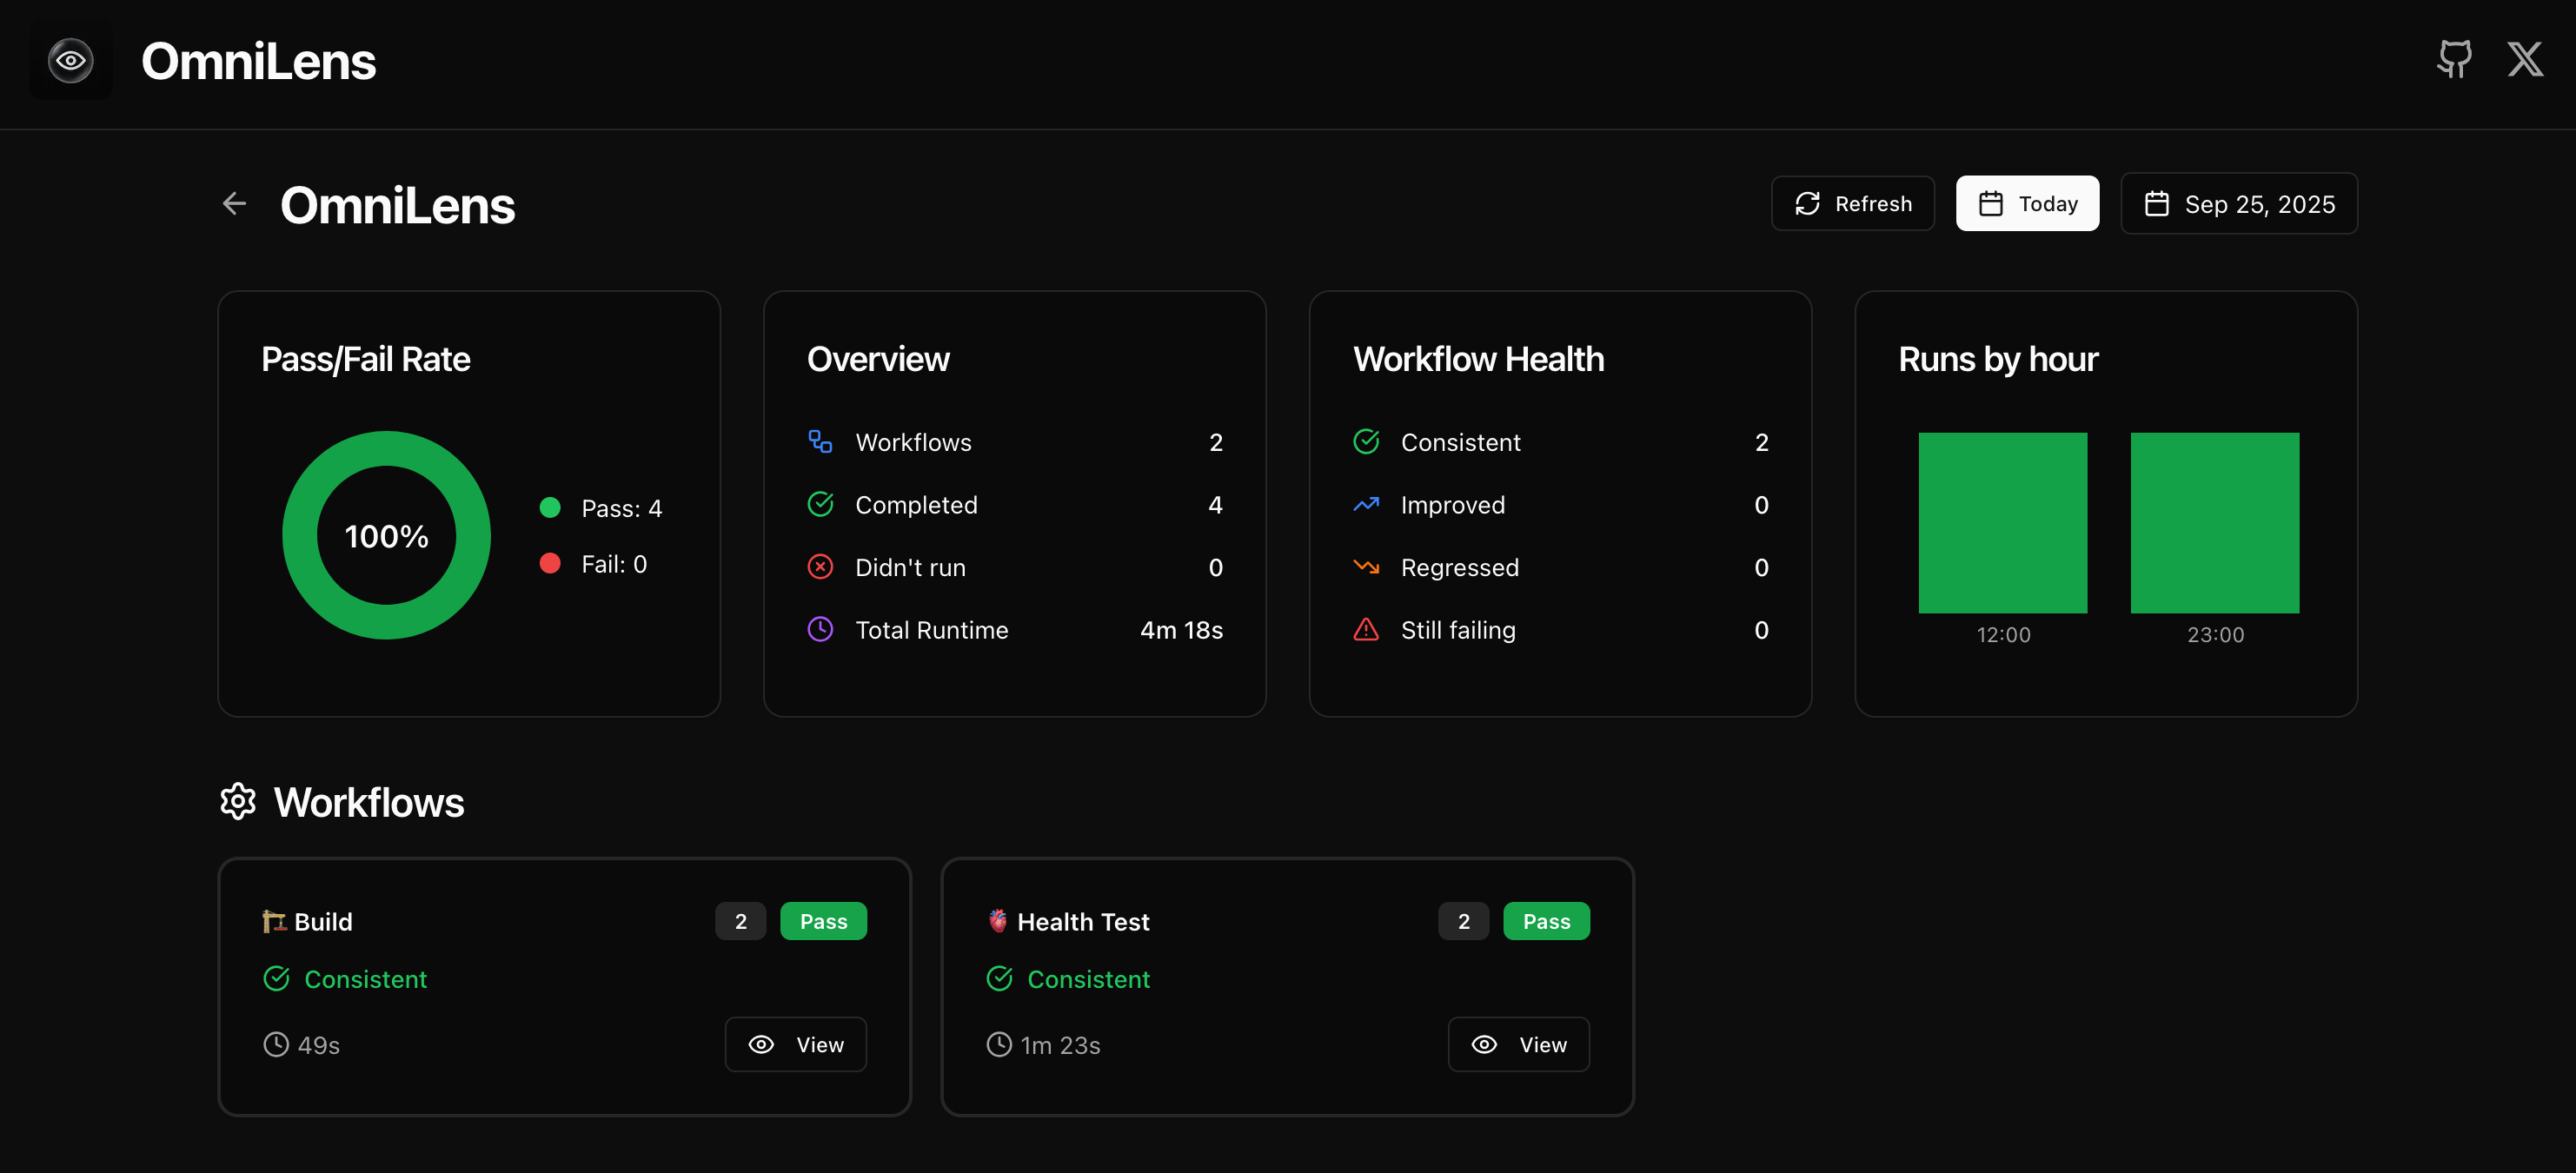 OmniLens
OmniLens
Refresh
Today
Sep 25, 2025
Pass/Fail Rate
100%
Pass: 4
Fail: 0
Overview
Workflows 2
Completed 4
Didn't run 0
Total Runtime 4m 18s
Workflow Health
Consistent 2
Improved 0
Regressed 0
Still failing 0
Runs by hour
12:00 23:00
Workflows
Build 2 Pass
Consistent
49s View
Health Test 2 Pass
Consistent
1m 23s View